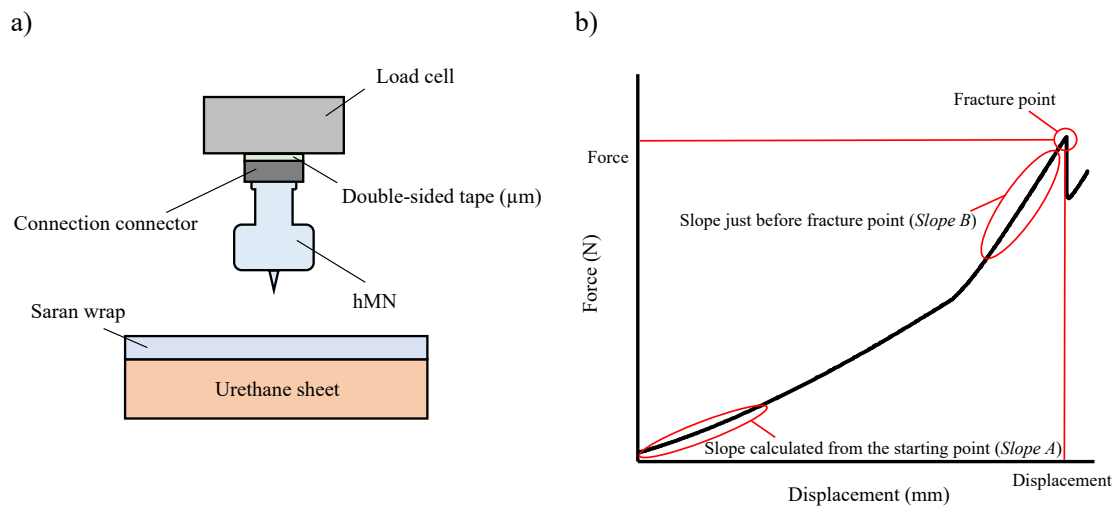 a)
Load cell
Double-sided tape (µm)
Connection connector
hMN
Saran wrap
Urethane sheet
b)
Fracture point
Force
Slope just before fracture point (Slope B)
Force (N)
Slope calculated from the starting point (Slope A)
Displacement
Displacement (mm)